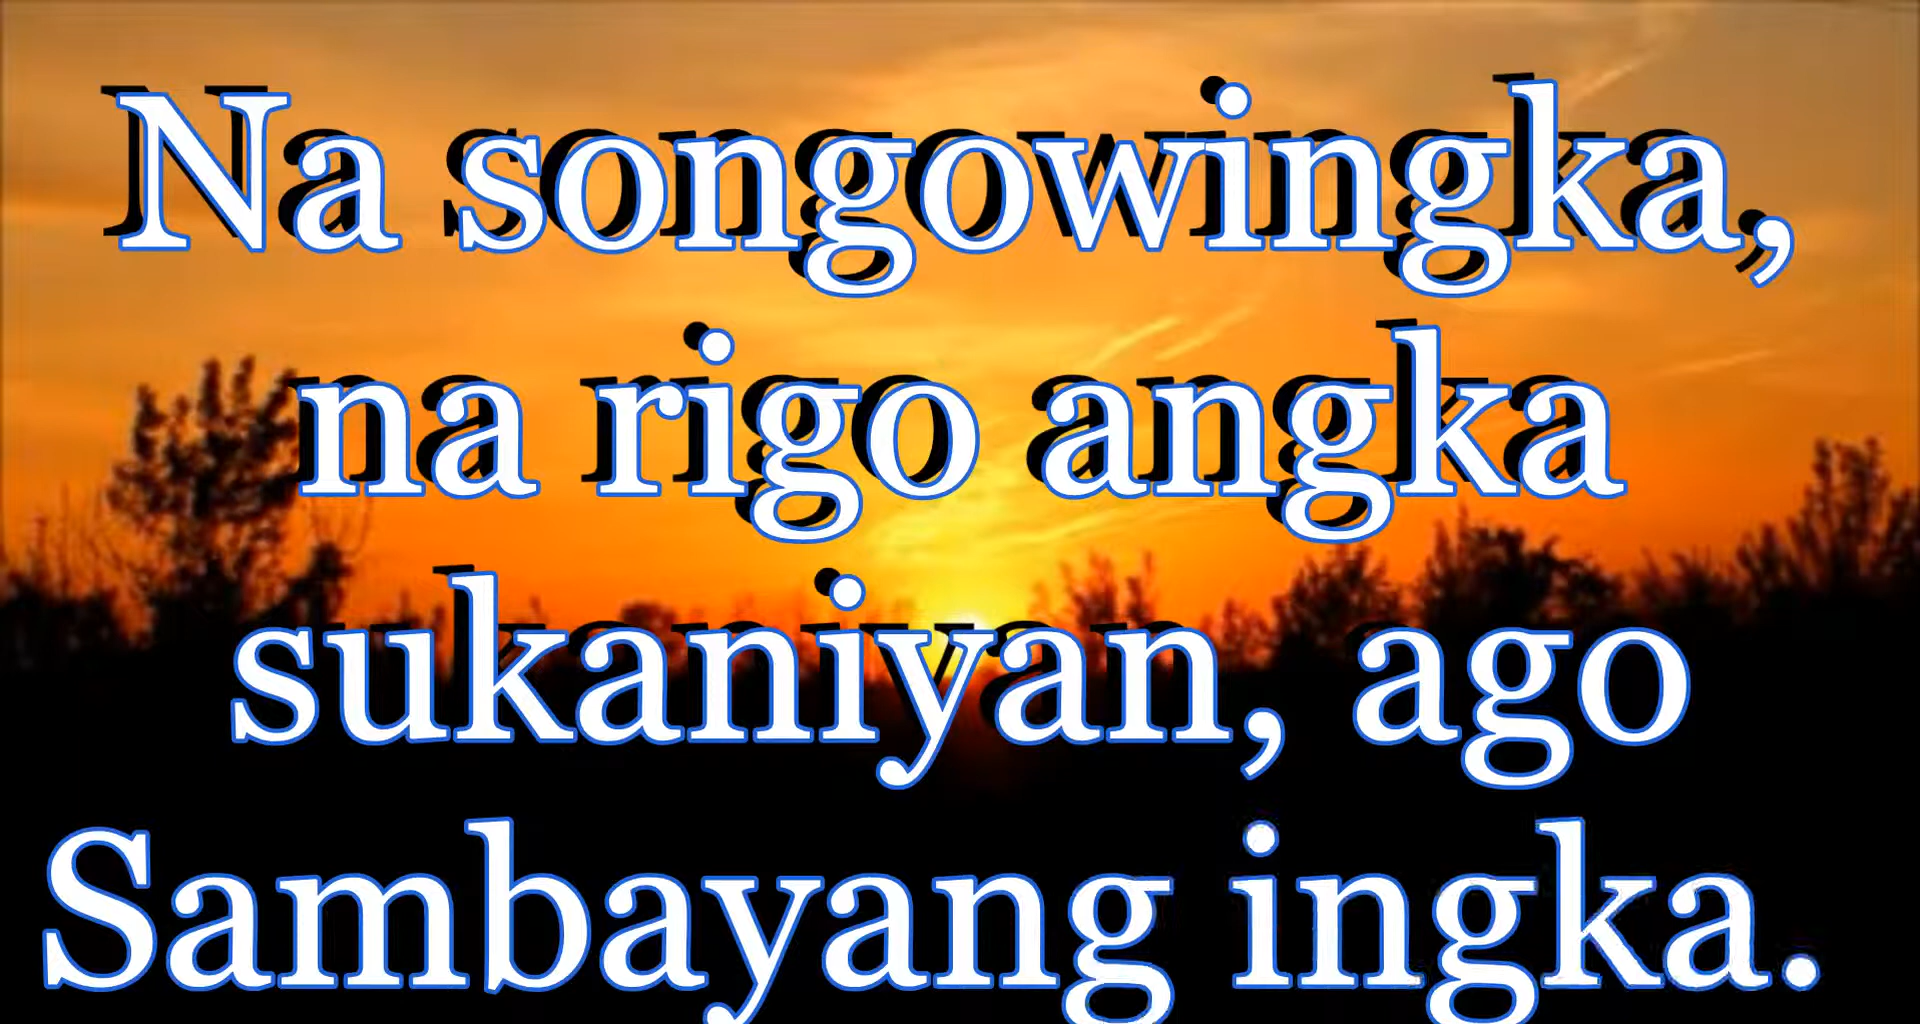 Na songowingka,
na rigo angka
sukaniyan, ago
Sambayang ingka.